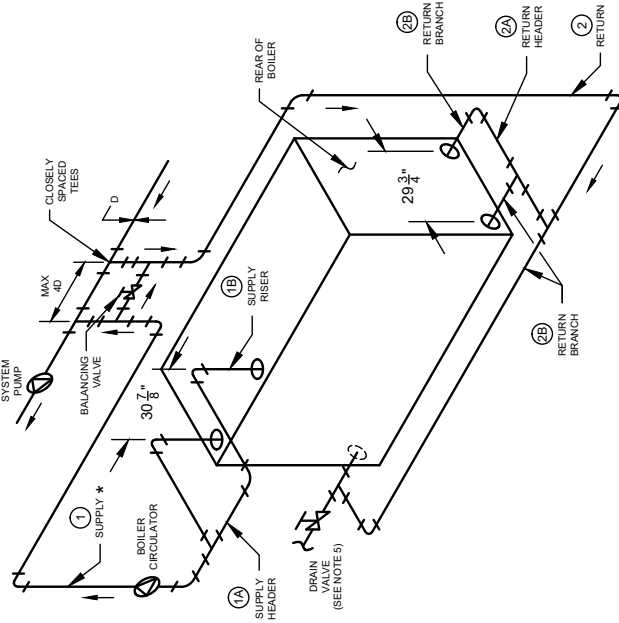 SYSTEM
PUMP
MAX
4D
CLOSELY
SPACED
TEES
D
BALANCING
VALVE
1
SUPPLY *
BOILER
CIRCULATOR
30 7/8"
1B
SUPPLY
RISER
REAR OF
BOILER
29 3/4"
2B
RETURN
BRANCH
2A
RETURN
HEADER
2
RETURN
1A
SUPPLY
HEADER
DRAIN
VALVE
(SEE NOTE 5)
2B
RETURN
BRANCH